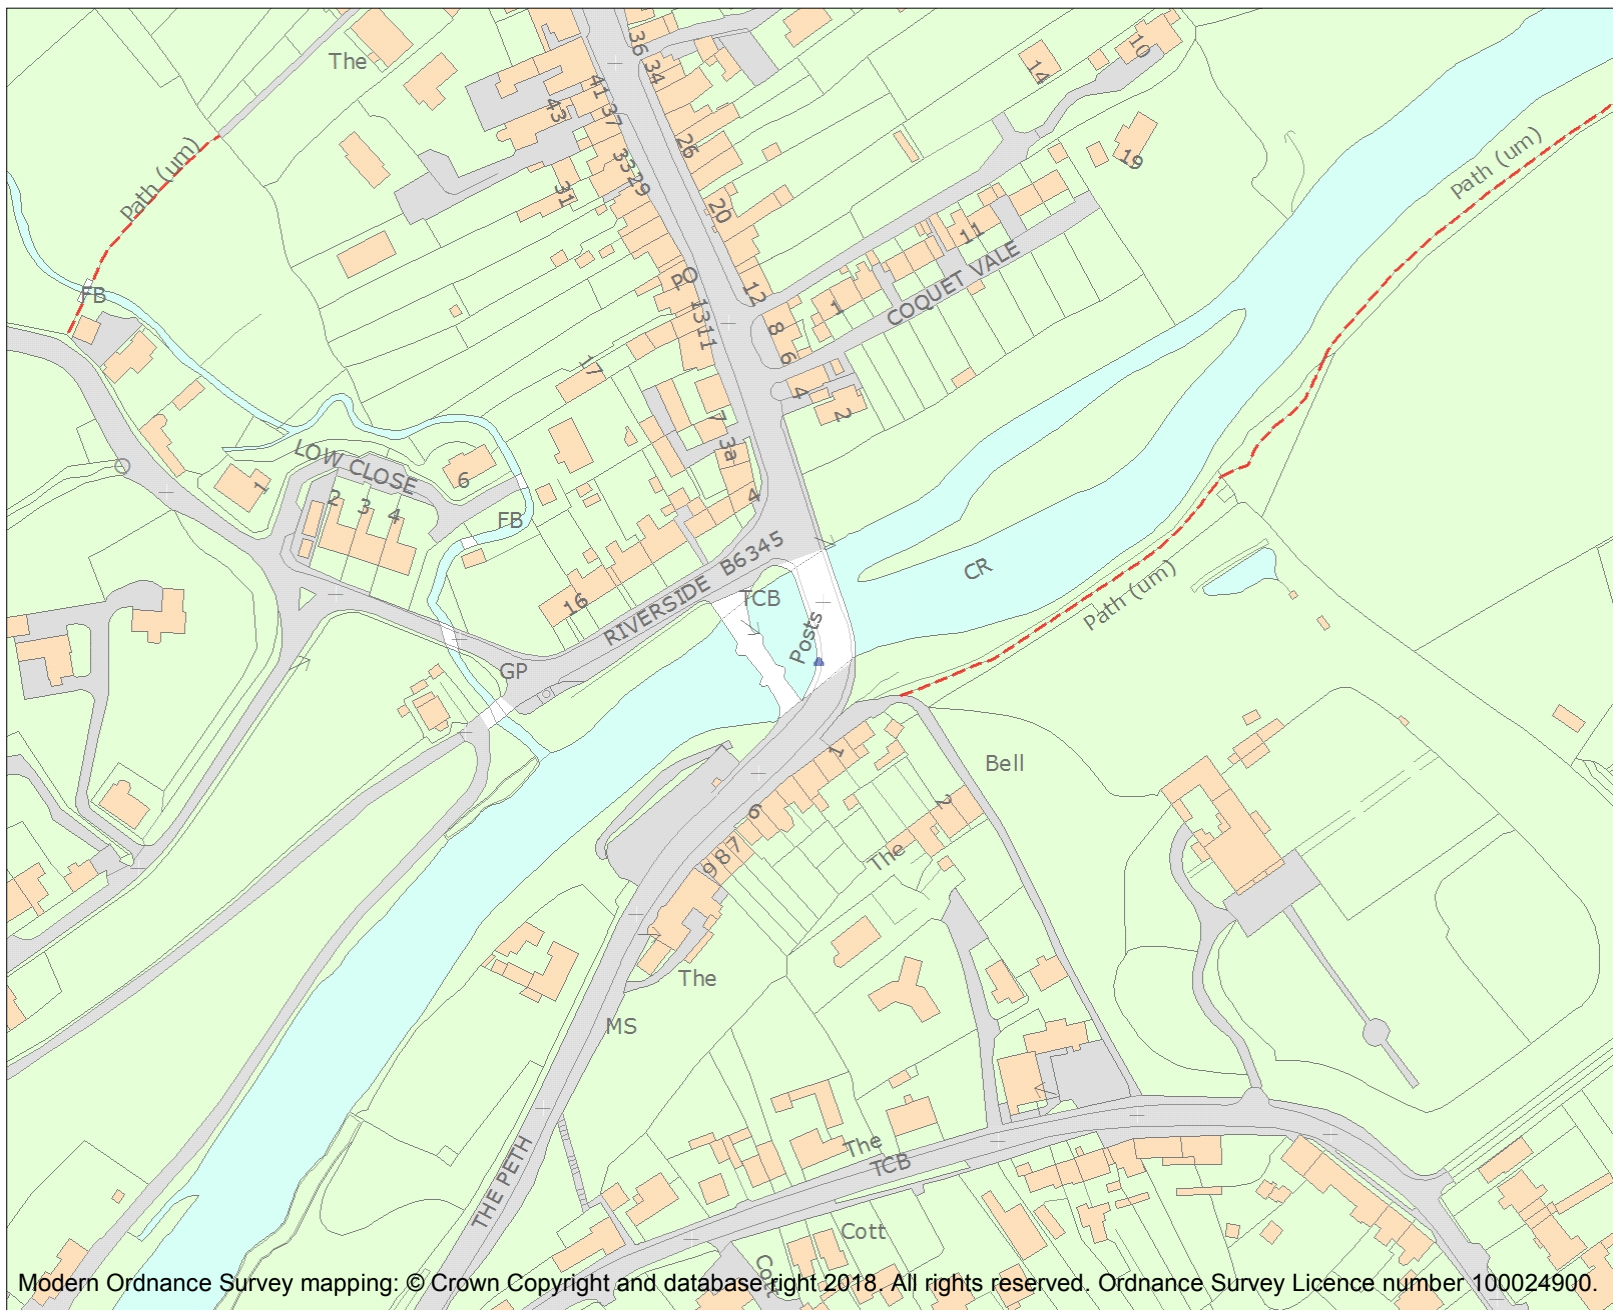 The
36
34
10
14
41
37
43
26
Path (um)
33
29
19
Path (um)
31
20
11
COQUET VALE
PO
FB
12
1
13
11
8
6
17
4
2
7
3a
LOW CLOSE
1
2
3
4
6
4
FB
RIVERSIDE B6345
CR
TCB
16
Path (um)
Posts
GP
1
Bell
6
2
9
8
7
The
The
MS
The
TCB
THE PETH
Cott
Cott
Modern Ordnance Survey mapping: © Crown Copyright and database right 2018. All rights reserved. Ordnance Survey Licence number 100024900.